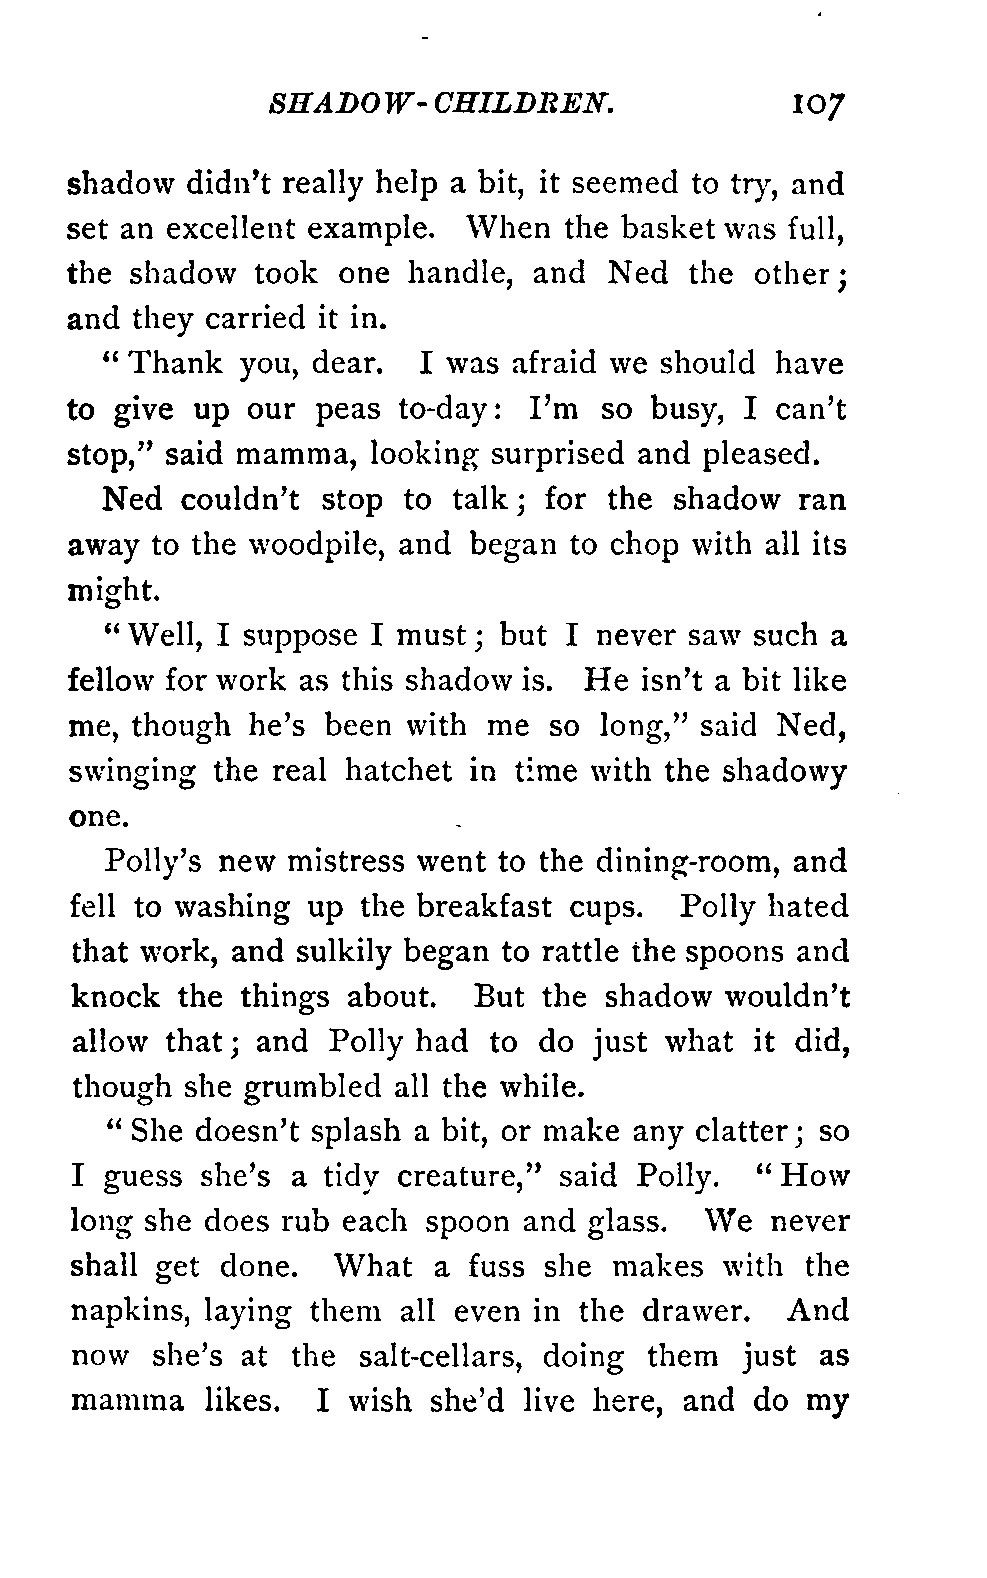 SHADOW-CHILDREN. 107
shadow didn't really help a bit, it seemed to try, and
set an excellent example. When the basket was full,
the shadow took one handle, and Ned the other;
and they carried it in.
"Thank you, dear. I was afraid we should have
to give up our peas to-day: I'm so busy, I can't
stop," said mamma, looking surprised and pleased.
Ned couldn't stop to talk; for the shadow ran
away to the woodpile, and began to chop with all its
might.
"Well, I suppose I must; but I never saw such a
fellow for work as this shadow is. He isn't a bit like
me, though he's been with me so long," said Ned,
swinging the real hatchet in time with the shadowy
one.
Polly's new mistress went to the dining-room, and
fell to washing up the breakfast cups. Polly hated
that work, and sulkily began to rattle the spoons and
knock the things about. But the shadow wouldn't
allow that; and Polly had to do just what it did,
though she grumbled all the while.
"She doesn't splash a bit, or make any clatter; so
I guess she's a tidy creature," said Polly. "How
long she does rub each spoon and glass. We never
shall get done. What a fuss she makes with the
napkins, laying them all even in the drawer. And
now she's at the salt-cellars, doing them just as
mamma likes. I wish she'd live here, and do my